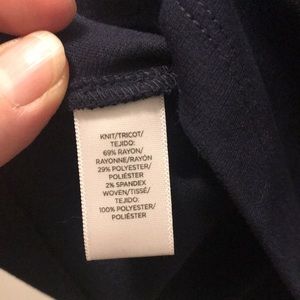 KNIT/TRICOT/
TEJIDO:
69% RAYON/
RAYONNE/RAYÓN
29% POLYESTER/
POLIÉSTER
2% SPANDEX
WOVEN/TISSÉ/
TEJIDO:
100% POLYESTER/
POLIÉSTER